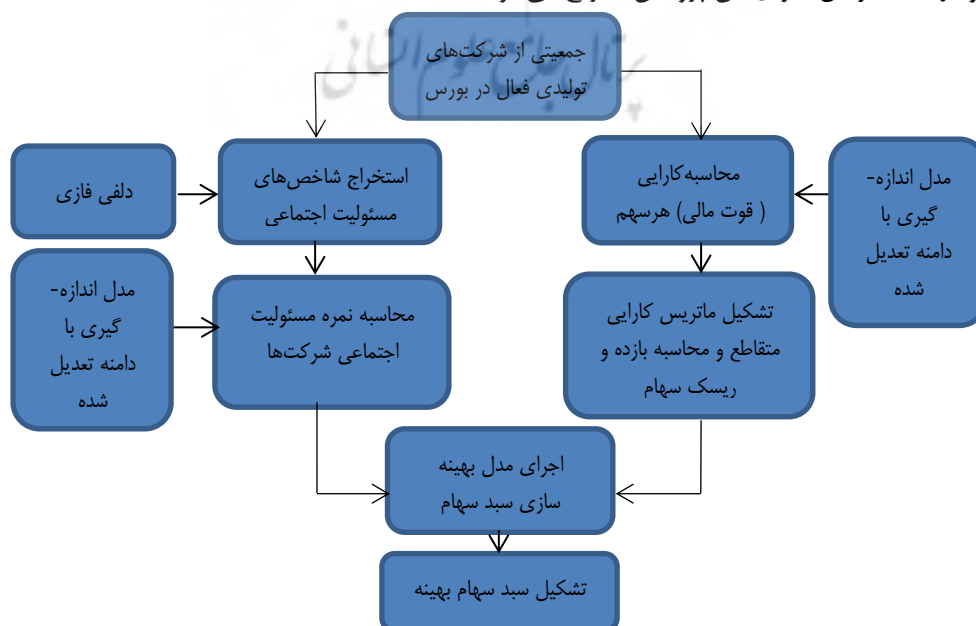 جمعیتی از شرکت‌های
تولیدی فعال در بورس
استخراج شاخص‌های
مسئولیت اجتماعی
دلفی فازی
محاسبه‌کارایی
( قوت مالی) هرسهم
مدل اندازه-
گیری با
دامنه تعدیل
شده
مدل اندازه-
گیری با
دامنه تعدیل
شده
محاسبه نمره مسئولیت
اجتماعی شرکت‌ها
تشکیل ماتریس کارایی
متقاطع و محاسبه بازده و
ریسک سهام
اجرای مدل بهینه
سازی سبد سهام
تشکیل سبد سهام بهینه